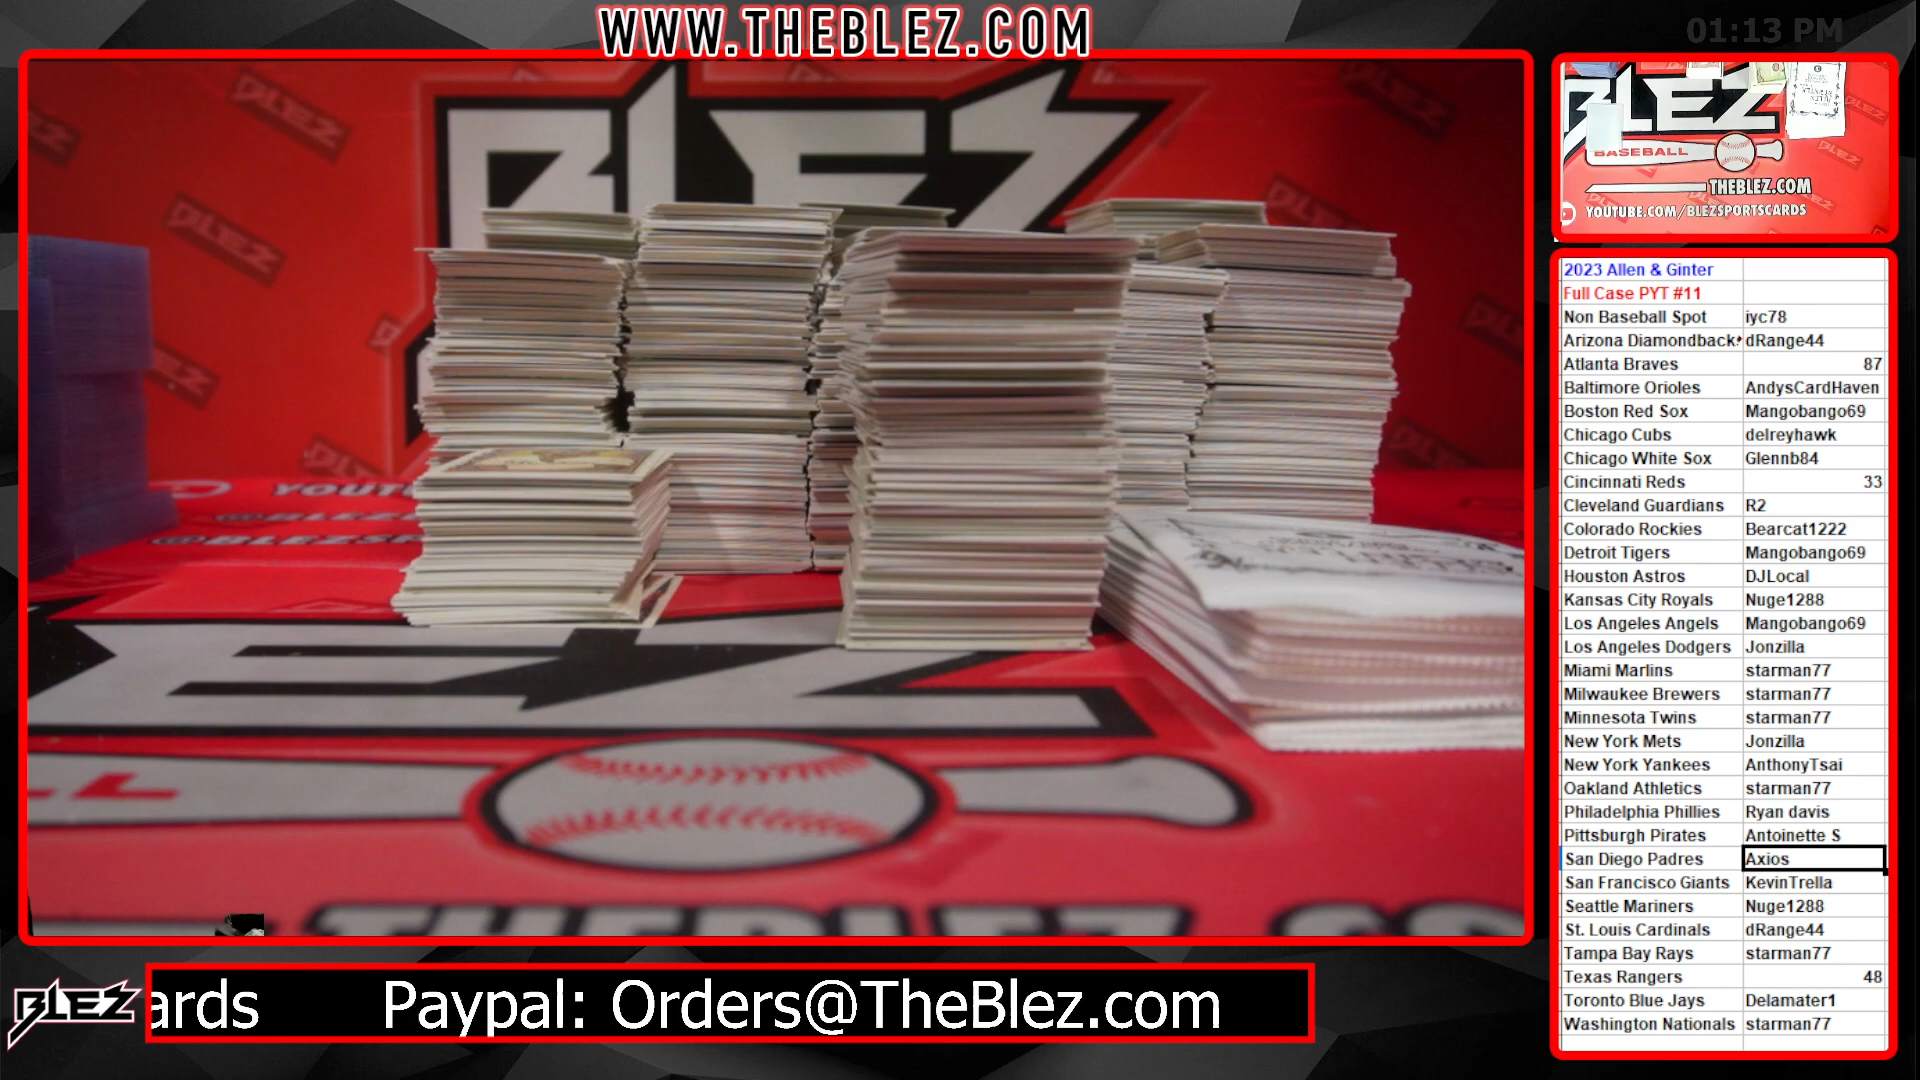 WWW.THEBLEZ.COM
01:13 PM
BLEZ
BLEZ
BLEZ
BLEZ
BLEZ
BASEBALL
THEBLEZ.COM
YOUTUBE.COM/BLEZSPORTSCARDS
2023 Allen & Ginter
Full Case PYT #11
Non Baseball Spot iyc78
Arizona Diamondback dRange44
Atlanta Braves 87
Baltimore Orioles AndysCardHaven
Boston Red Sox Mangobango69
Chicago Cubs delreyhawk
Chicago White Sox Glennb84
Cincinnati Reds 33
Cleveland Guardians R2
Colorado Rockies Bearcat1222
Detroit Tigers Mangobango69
Houston Astros DJLocal
Kansas City Royals Nuge1288
Los Angeles Angels Mangobango69
Los Angeles Dodgers Jonzilla
Miami Marlins starman77
Milwaukee Brewers starman77
Minnesota Twins starman77
New York Mets Jonzilla
New York Yankees AnthonyTsai
Oakland Athletics starman77
Philadelphia Phillies Ryan davis
Pittsburgh Pirates Antoinette S
San Diego Padres Axios
San Francisco Giants KevinTrella
Seattle Mariners Nuge1288
St. Louis Cardinals dRange44
Tampa Bay Rays starman77
Texas Rangers 48
Toronto Blue Jays Delamater1
Washington Nationals starman77
BLEZ
ards Paypal: Orders@TheBlez.com